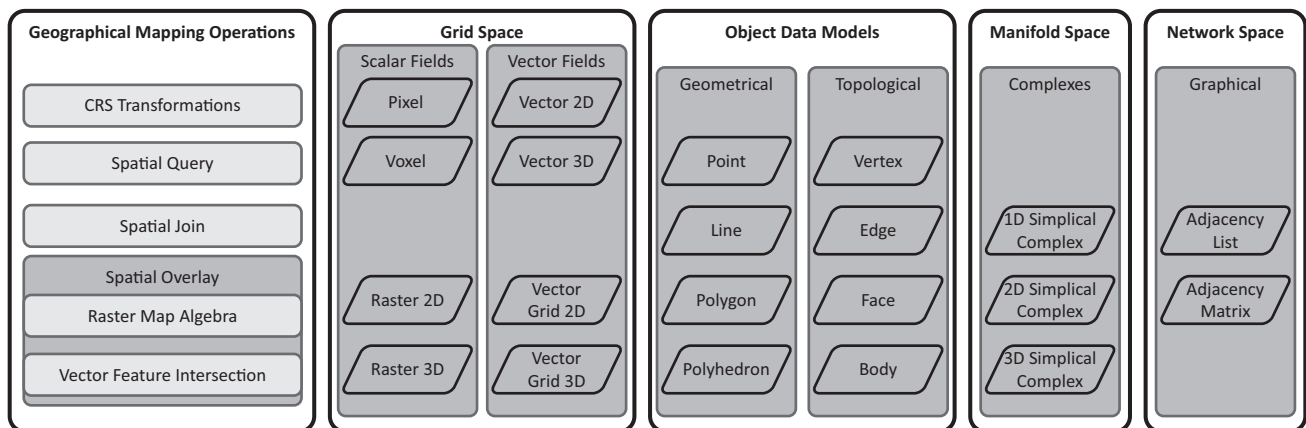 Geographical Mapping Operations
CRS Transformations
Spatial Query
Spatial Join
Spatial Overlay
Raster Map Algebra
Vector Feature Intersection
Grid Space
Scalar Fields
Pixel
Voxel
Raster 2D
Raster 3D
Vector Fields
Vector 2D
Vector 3D
Vector
Grid 2D
Vector
Grid 3D
Object Data Models
Geometrical
Point
Line
Polygon
Polyhedron
Topological
Vertex
Edge
Face
Body
Manifold Space
Complexes
1D Simplical
Complex
2D Simplical
Complex
3D Simplical
Complex
Network Space
Graphical
Adjacency
List
Adjacency
Matrix